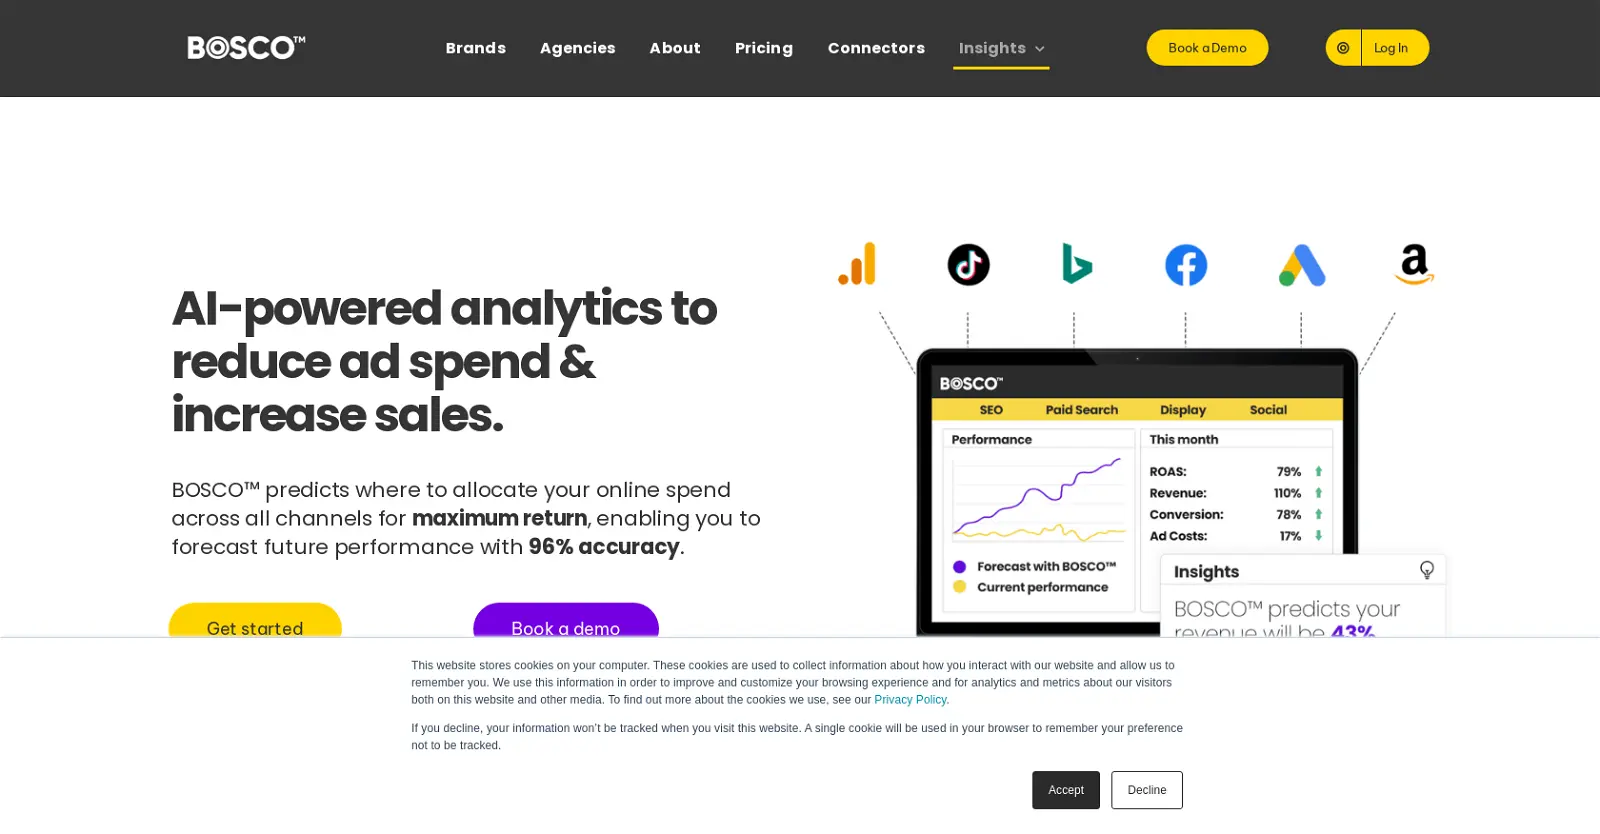 BOSCO™
Brands
Agencies
About
Pricing
Connectors
Insights
Book a Demo
Log In
AI-powered analytics to
reduce ad spend &
increase sales.
BOSCO™ predicts where to allocate your online spend
across all channels for maximum return, enabling you to
forecast future performance with 96% accuracy.
Get started
Book a demo
BOSCO™
SEO
Paid Search
Display
Social
Performance
Forecast with BOSCO™
Current performance
This month
ROAS: 79%
Revenue: 110%
Conversion: 78%
Ad Costs: 17%
Insights
BOSCO™ predicts your
revenue will be 43%
This website stores cookies on your computer. These cookies are used to collect information about how you interact with our website and allow us to
remember you. We use this information in order to improve and customize your browsing experience and for analytics and metrics about our visitors
both on this website and other media. To find out more about the cookies we use, see our Privacy Policy.
If you decline, your information won’t be tracked when you visit this website. A single cookie will be used in your browser to remember your preference
not to be tracked.
Accept
Decline